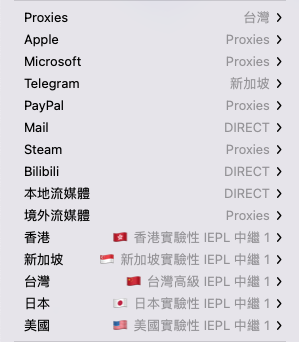 Proxies 台灣
Apple Proxies
Microsoft Proxies
Telegram 新加坡
PayPal Proxies
Mail DIRECT
Steam Proxies
Bilibili DIRECT
本地流媒體 DIRECT
境外流媒體 Proxies
香港 🇭🇰 香港實驗性 IEPL 中繼 1
新加坡 🇸🇬 新加坡實驗性 IEPL 中繼 1
台灣 🇨🇳 台灣高級 IEPL 中繼 1
日本 🇯🇵 日本實驗性 IEPL 中繼 1
美國 🇺🇸 美國實驗性 IEPL 中繼 1